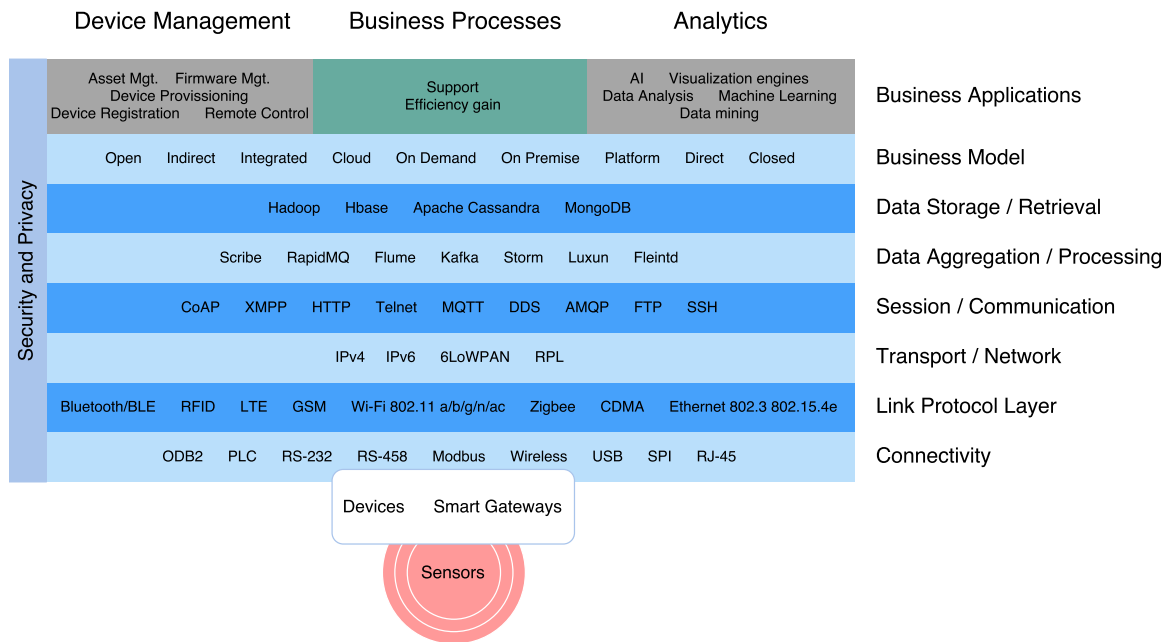 Device Management Business Processes Analytics
Security and Privacy
Asset Mgt. Firmware Mgt.
Device Provissioning
Device Registration Remote Control
Support
Efficiency gain
AI Visualization engines
Data Analysis Machine Learning
Data mining
Business Applications
Open Indirect Integrated Cloud On Demand On Premise Platform Direct Closed Business Model
Hadoop Hbase Apache Cassandra MongoDB Data Storage / Retrieval
Scribe RapidMQ Flume Kafka Storm Luxun Fleintd Data Aggregation / Processing
CoAP XMPP HTTP Telnet MQTT DDS AMQP FTP SSH Session / Communication
IPv4 IPv6 6LoWPAN RPL Transport / Network
Bluetooth/BLE RFID LTE GSM Wi-Fi 802.11 a/b/g/n/ac Zigbee CDMA Ethernet 802.3 802.15.4e Link Protocol Layer
ODB2 PLC RS-232 RS-458 Modbus Wireless USB SPI RJ-45 Connectivity
Devices Smart Gateways
Sensors